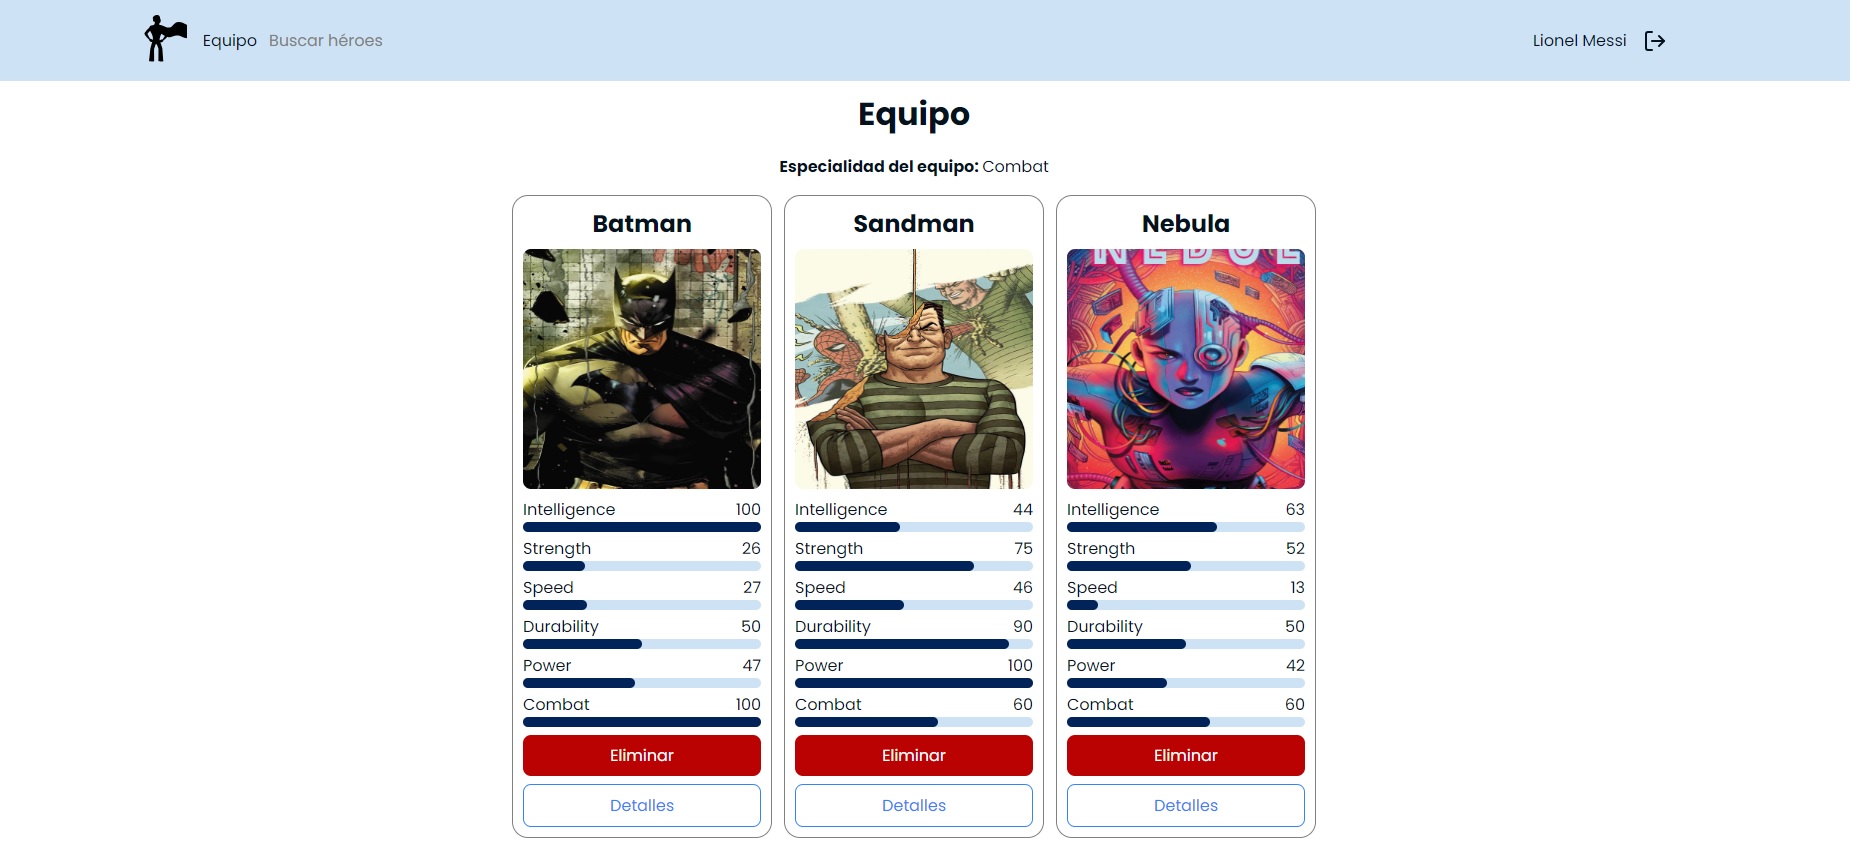 Equipo Buscar héroes Lionel Messi
Equipo
Especialidad del equipo: Combat
Batman
Intelligence 100
Strength 26
Speed 27
Durability 50
Power 47
Combat 100
Eliminar
Detalles
Sandman
Intelligence 44
Strength 75
Speed 46
Durability 90
Power 100
Combat 60
Eliminar
Detalles
Nebula
Intelligence 63
Strength 52
Speed 13
Durability 50
Power 42
Combat 60
Eliminar
Detalles